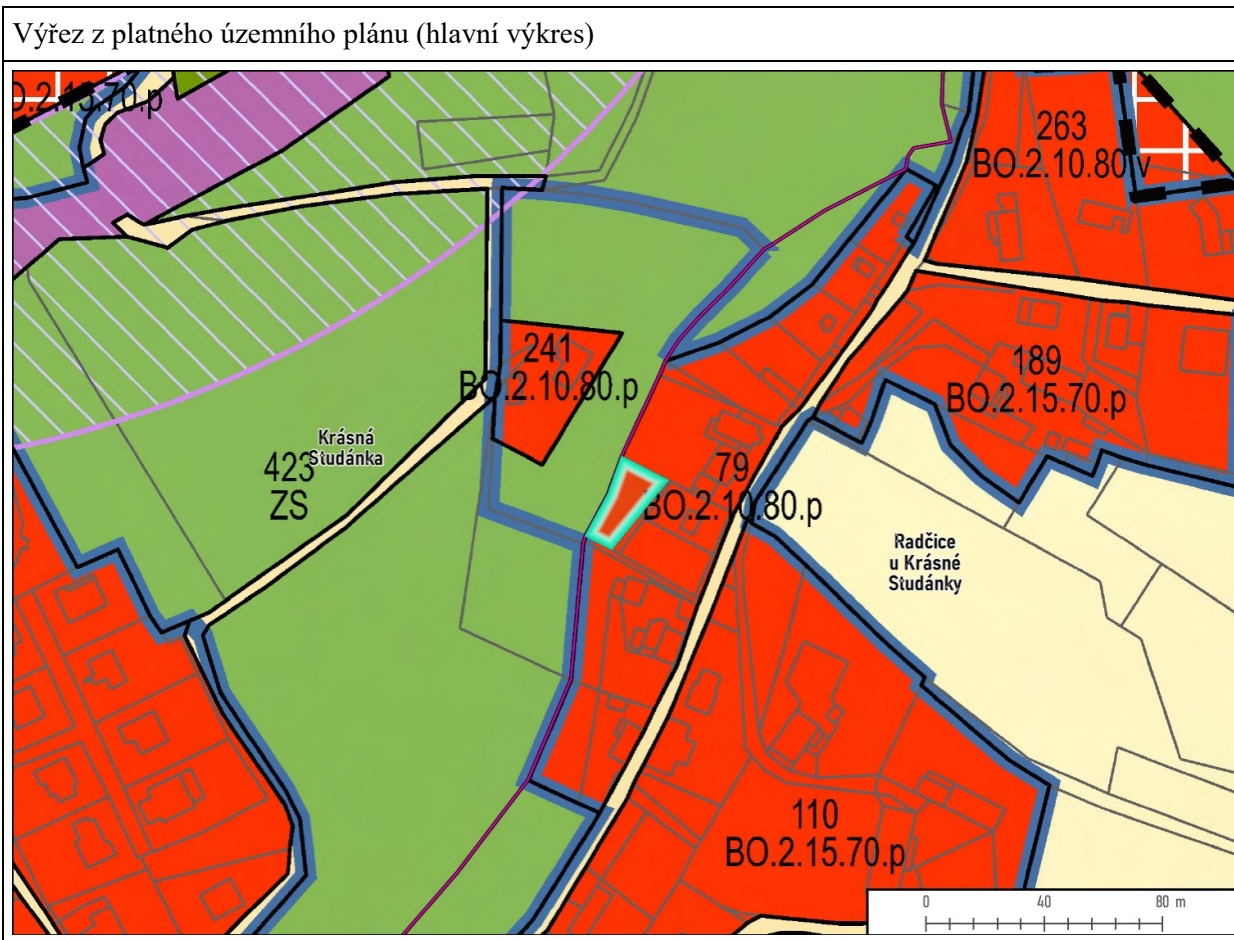 Výřez z platného územního plánu (hlavní výkres)
263
BO.2.10.80.v
241
BO.2.10.80.p
189
BO.2.15.70.p
Krásná
Studánka
423
ZS
79
BO.2.10.80.p
Radčice
u Krásné
Studánky
110
BO.2.15.70.p
0 40 80 m